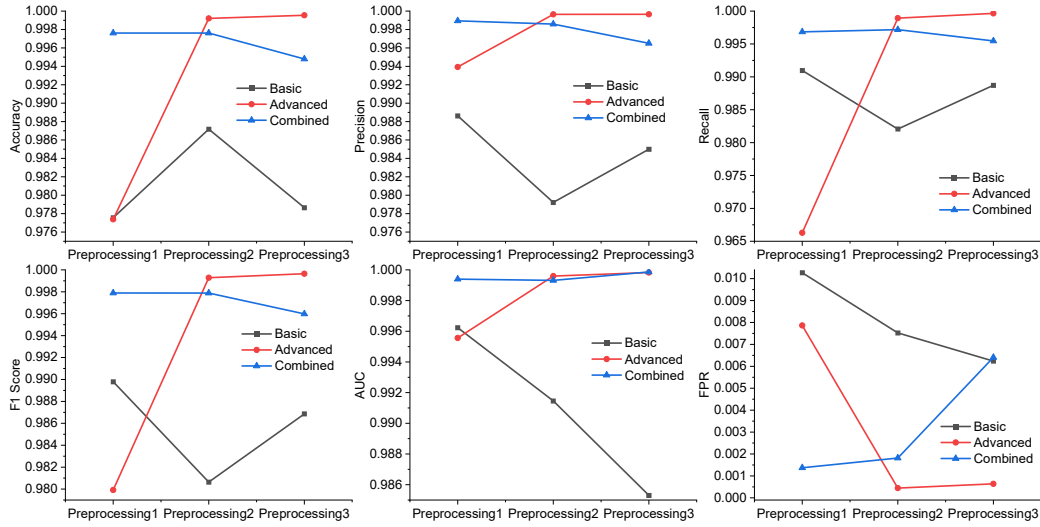 1.000
0.998
0.996
0.994
0.992
0.990
0.988
0.986
0.984
0.982
0.980
0.978
0.976
Accuracy
Basic
Advanced
Combined
Preprocessing1 Preprocessing2 Preprocessing3
1.000
0.998
0.996
0.994
0.992
0.990
0.988
0.986
0.984
0.982
0.980
0.978
0.976
Precision
Basic
Advanced
Combined
Preprocessing1 Preprocessing2 Preprocessing3
1.000
0.995
0.990
0.985
0.980
0.975
0.970
0.965
Recall
Basic
Advanced
Combined
Preprocessing1 Preprocessing2 Preprocessing3
1.000
0.998
0.996
0.994
0.992
0.990
0.988
0.986
0.984
0.982
0.980
F1 Score
Basic
Advanced
Combined
Preprocessing1 Preprocessing2 Preprocessing3
1.000
0.998
0.996
0.994
0.992
0.990
0.988
0.986
AUC
Basic
Advanced
Combined
Preprocessing1 Preprocessing2 Preprocessing3
0.010
0.009
0.008
0.007
0.006
0.005
0.004
0.003
0.002
0.001
0.000
FPR
Basic
Advanced
Combined
Preprocessing1 Preprocessing2 Preprocessing3